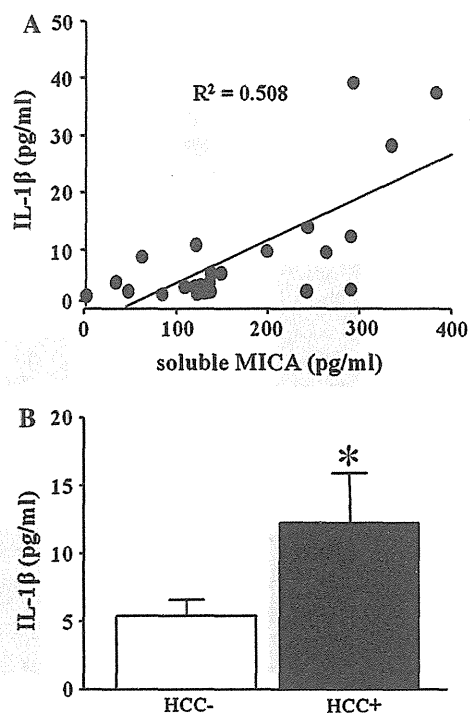 A
50
40
30
20
10
0
IL-1β (pg/ml)
R² = 0.508
0 100 200 300 400
soluble MICA (pg/ml)
B
20
15
10
5
0
IL-1β (pg/ml)
*
HCC- HCC+